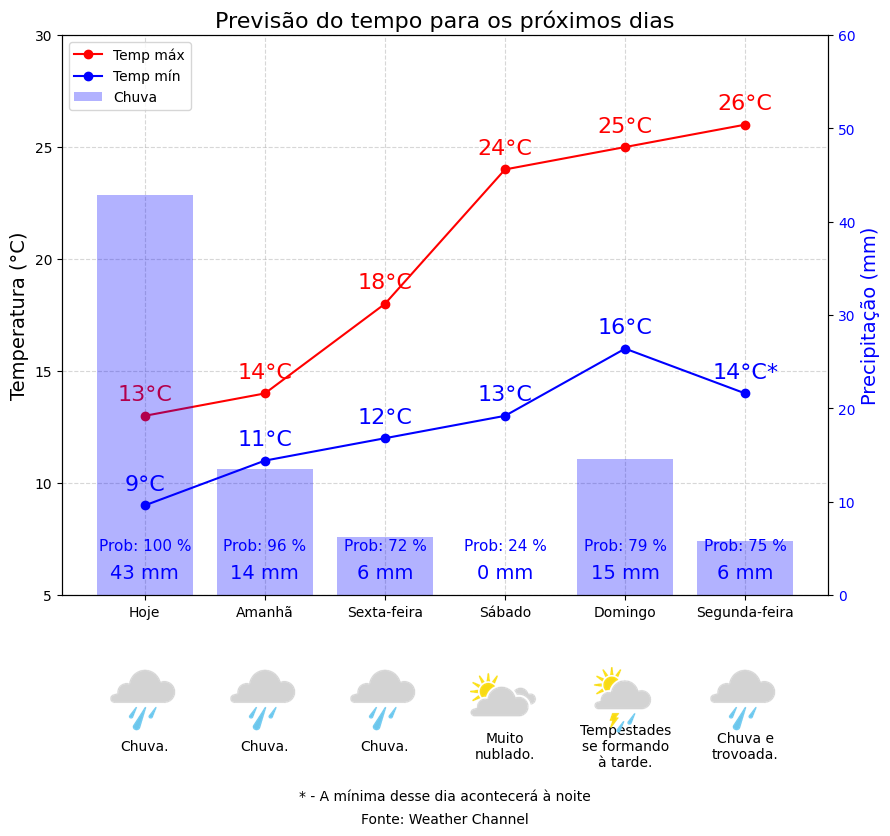 Previsão do tempo para os próximos dias
Temp máx
Temp mín
Chuva
Temperatura (°C)
Precipitação (mm)
30
25
20
15
10
5
60
50
40
30
20
10
0
13°C
14°C
18°C
24°C
25°C
26°C
9°C
11°C
12°C
13°C
16°C
14°C*
Prob: 100 %
Prob: 96 %
Prob: 72 %
Prob: 24 %
Prob: 79 %
Prob: 75 %
43 mm
14 mm
6 mm
0 mm
15 mm
6 mm
Hoje
Amanhã
Sexta-feira
Sábado
Domingo
Segunda-feira
Chuva.
Chuva.
Chuva.
Muito
nublado.
Tempestades
se formando
à tarde.
Chuva e
trovoada.
* - A mínima desse dia acontecerá à noite
Fonte: Weather Channel